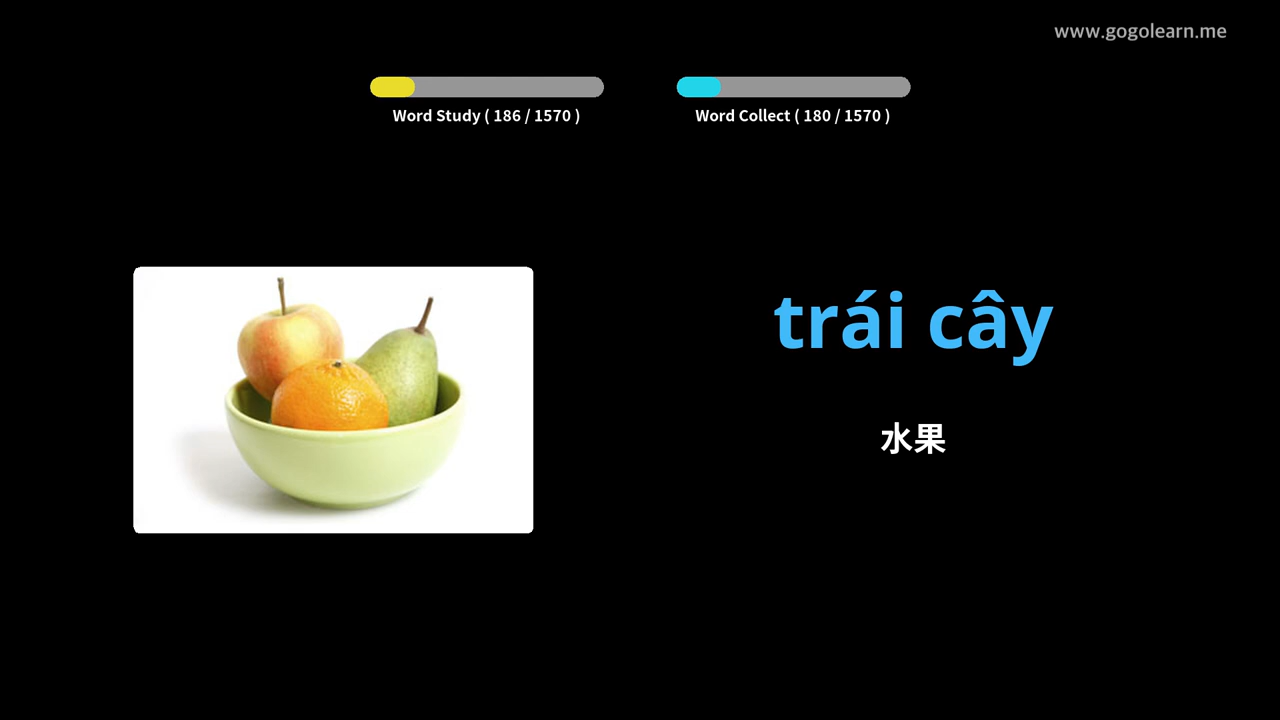 www.gogolearn.me
Word Study ( 186 / 1570 )
Word Collect ( 180 / 1570 )
trái cây
水果